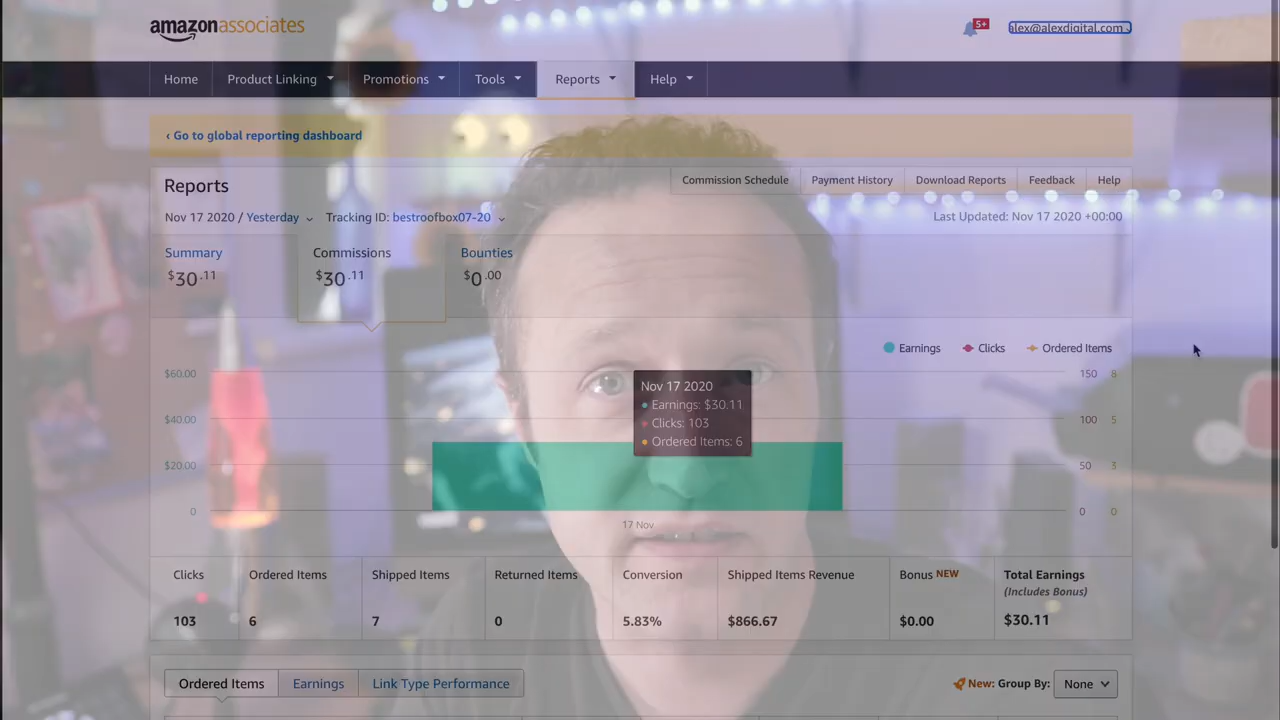 amazonassociates
5+
alex@alexdigital.com
Home
Product Linking
Promotions
Tools
Reports
Help
‹ Go to global reporting dashboard
Reports
Commission Schedule
Payment History
Download Reports
Feedback
Help
Nov 17 2020 / Yesterday
Tracking ID: bestroofbox07-20
Last Updated: Nov 17 2020 +00:00
Summary
$30.11
Commissions
$30.11
Bounties
$0.00
Earnings
Clicks
Ordered Items
$60.00
$40.00
$20.00
0
150
100
50
0
8
5
3
0
Nov 17 2020
Earnings: $30.11
Clicks: 103
Ordered Items: 6
17 Nov
Clicks
103
Ordered Items
6
Shipped Items
7
Returned Items
0
Conversion
5.83%
Shipped Items Revenue
$866.67
Bonus NEW
$0.00
Total Earnings
(Includes Bonus)
$30.11
Ordered Items
Earnings
Link Type Performance
New: Group By:
None